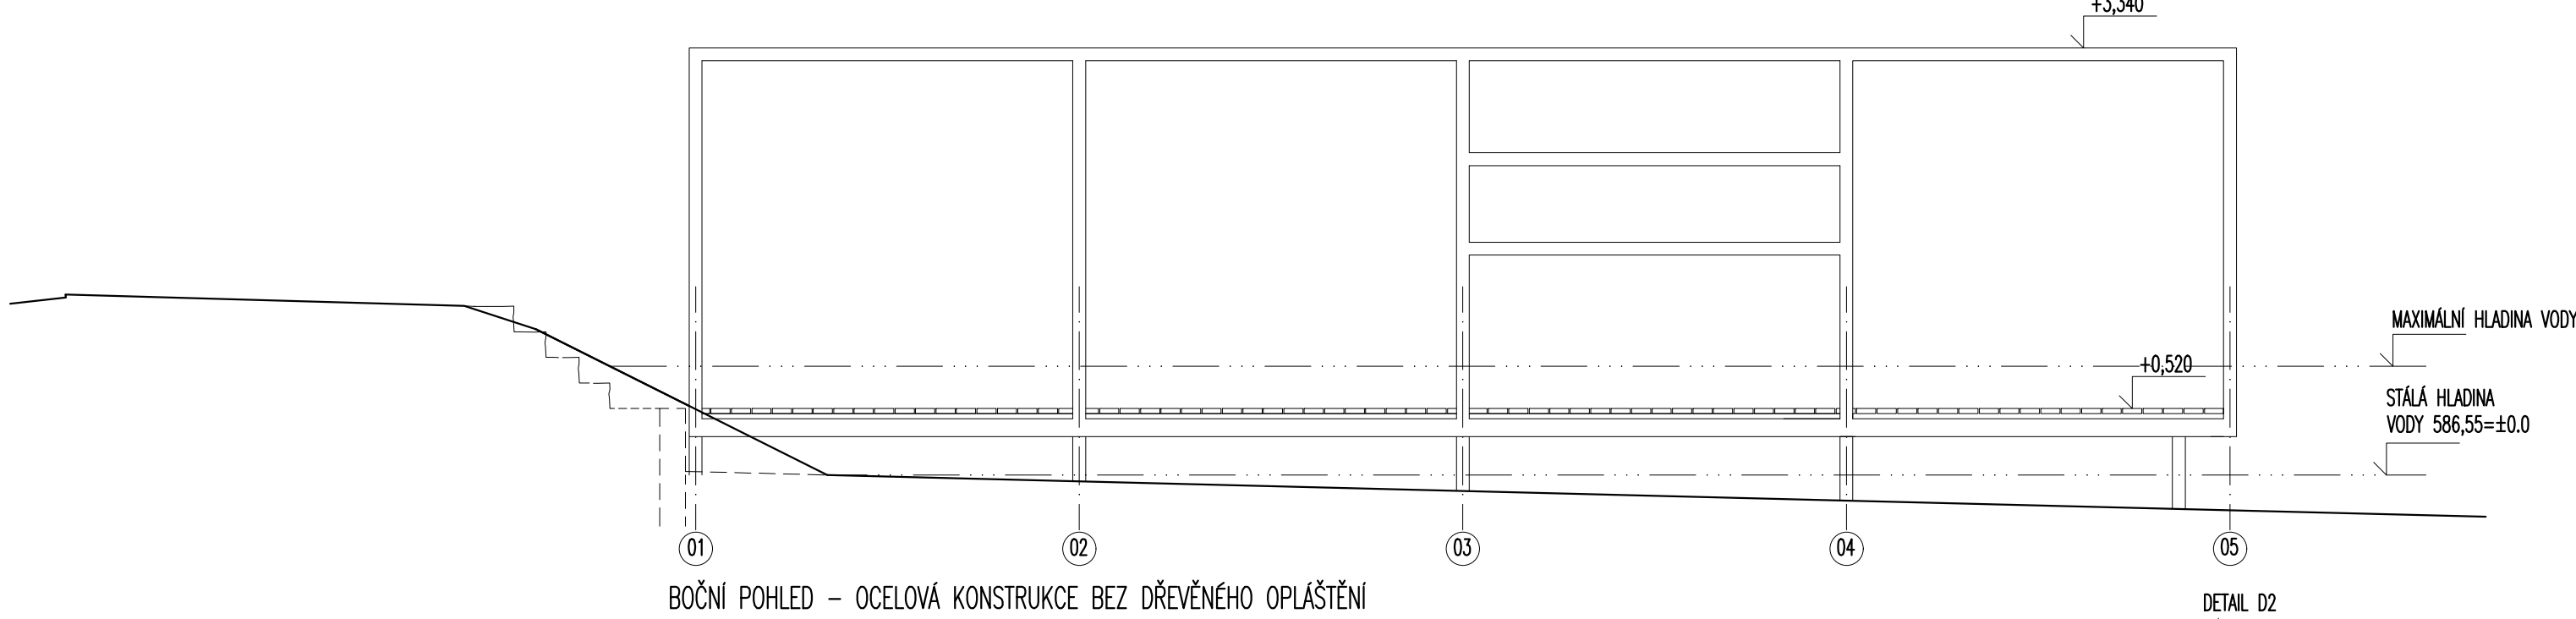 +3,340
MAXIMÁLNÍ HLADINA VODY
+0,520
STÁLÁ HLADINA
VODY 586,55=±0.0
01 02 03 04 05
BOČNÍ POHLED – OCELOVÁ KONSTRUKCE BEZ DŘEVĚNÉHO OPLÁŠTĚNÍ
DETAIL D2